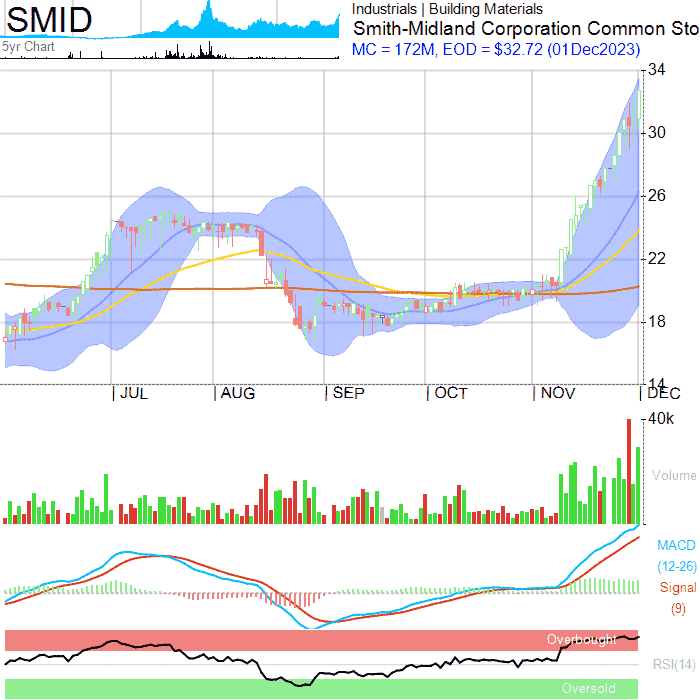 SMID
5yr Chart
Industrials | Building Materials
Smith-Midland Corporation Common Sto
MC = 172M, EOD = $32.72 (01Dec2023)
34
30
26
22
18
14
JUL
AUG
SEP
OCT
NOV
DEC
40k
Volume
MACD
(12-26)
Signal
(9)
Overbought
RSI(14)
Oversold